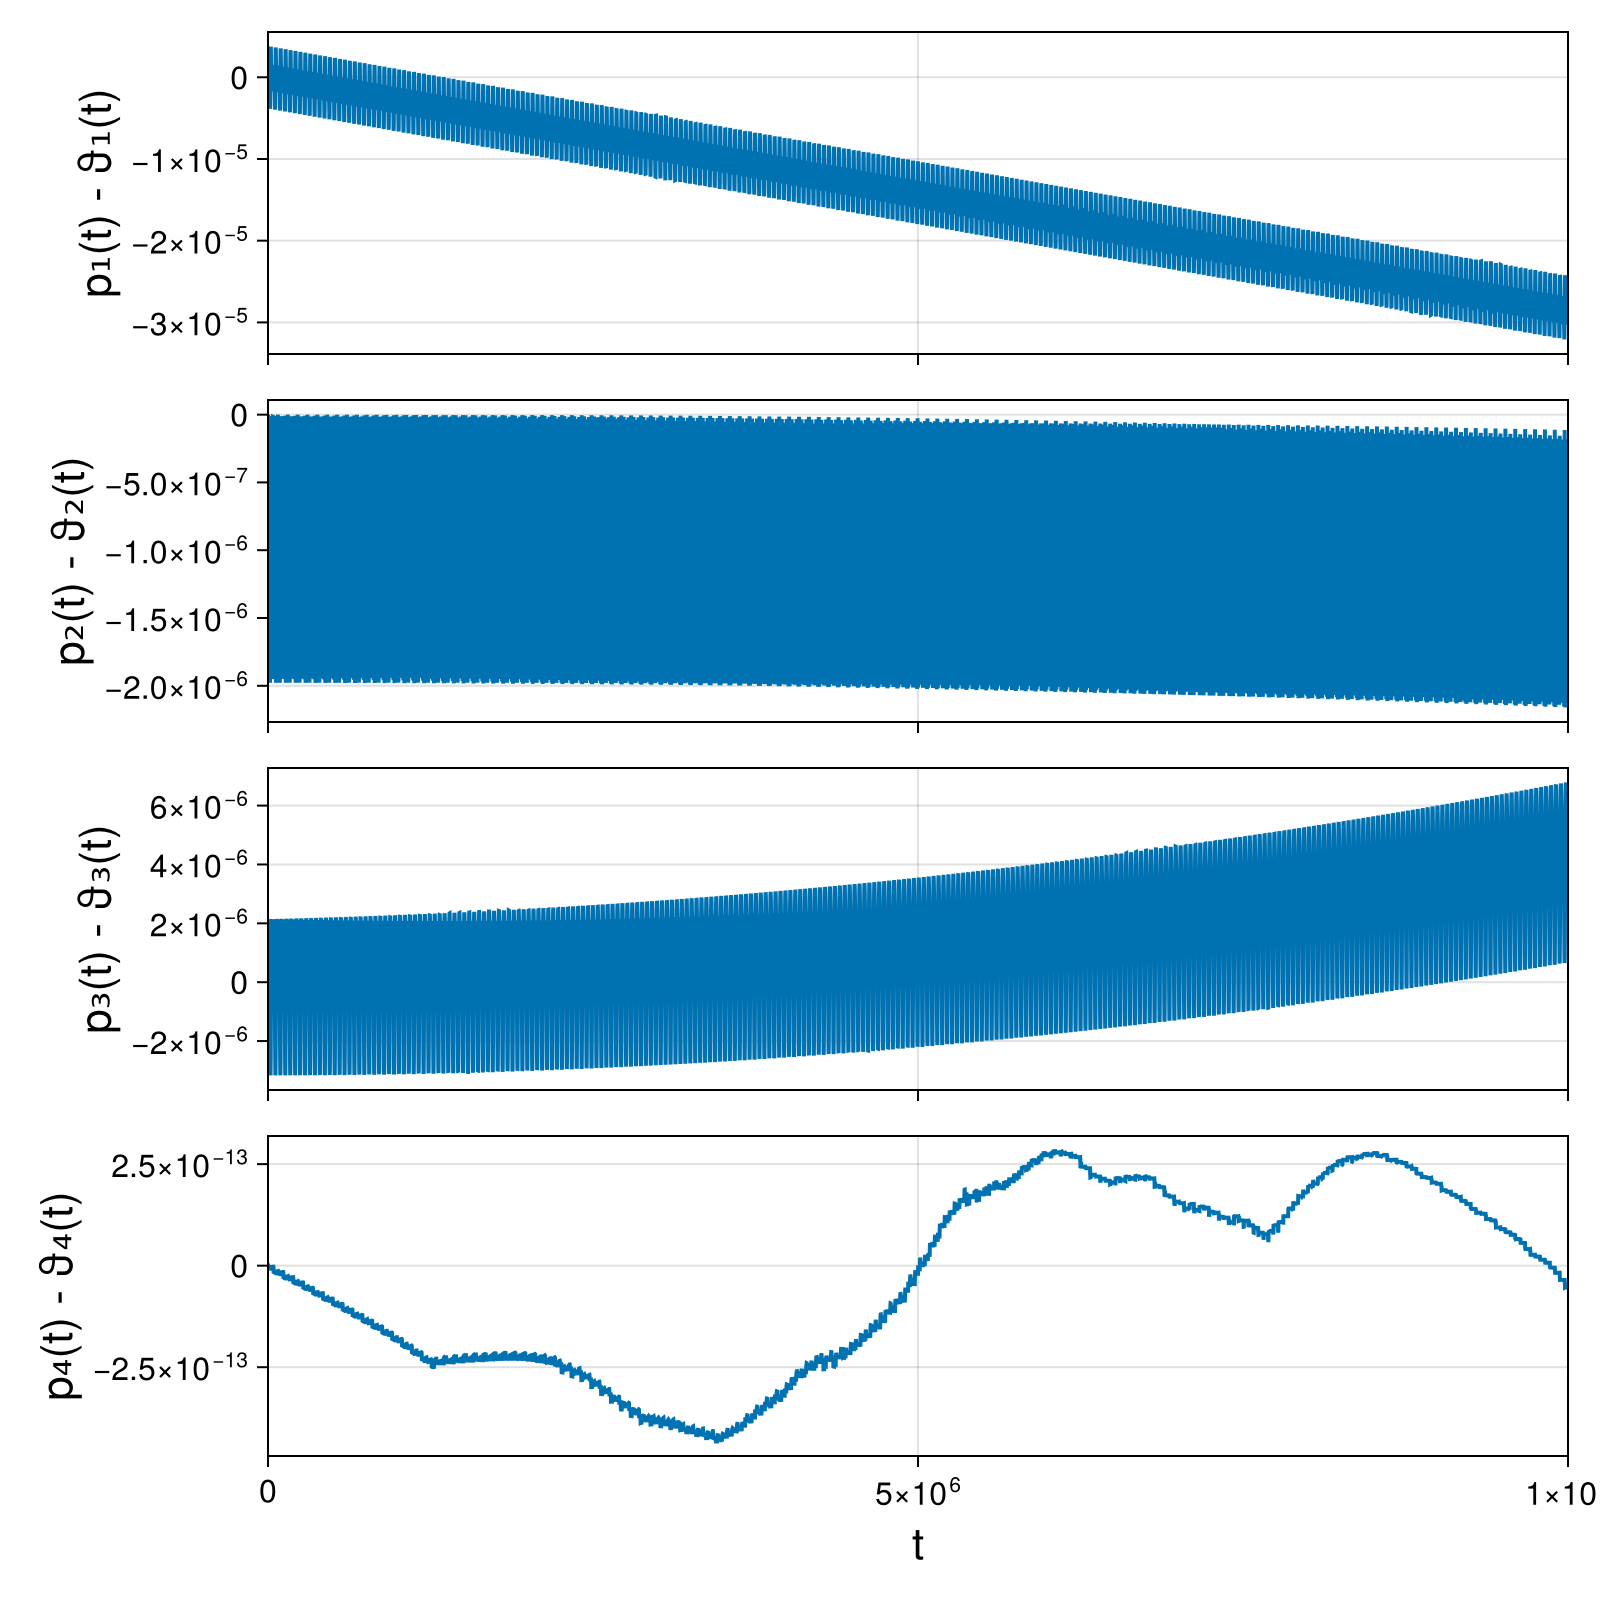 p₁(t) - ϑ₁(t)
0
−1×10⁻⁵
−2×10⁻⁵
−3×10⁻⁵
p₂(t) - ϑ₂(t)
0
−5.0×10⁻⁷
−1.0×10⁻⁶
−1.5×10⁻⁶
−2.0×10⁻⁶
p₃(t) - ϑ₃(t)
6×10⁻⁶
4×10⁻⁶
2×10⁻⁶
0
−2×10⁻⁶
p₄(t) - ϑ₄(t)
2.5×10⁻¹³
0
−2.5×10⁻¹³
0 5×10⁶ 1×10
t